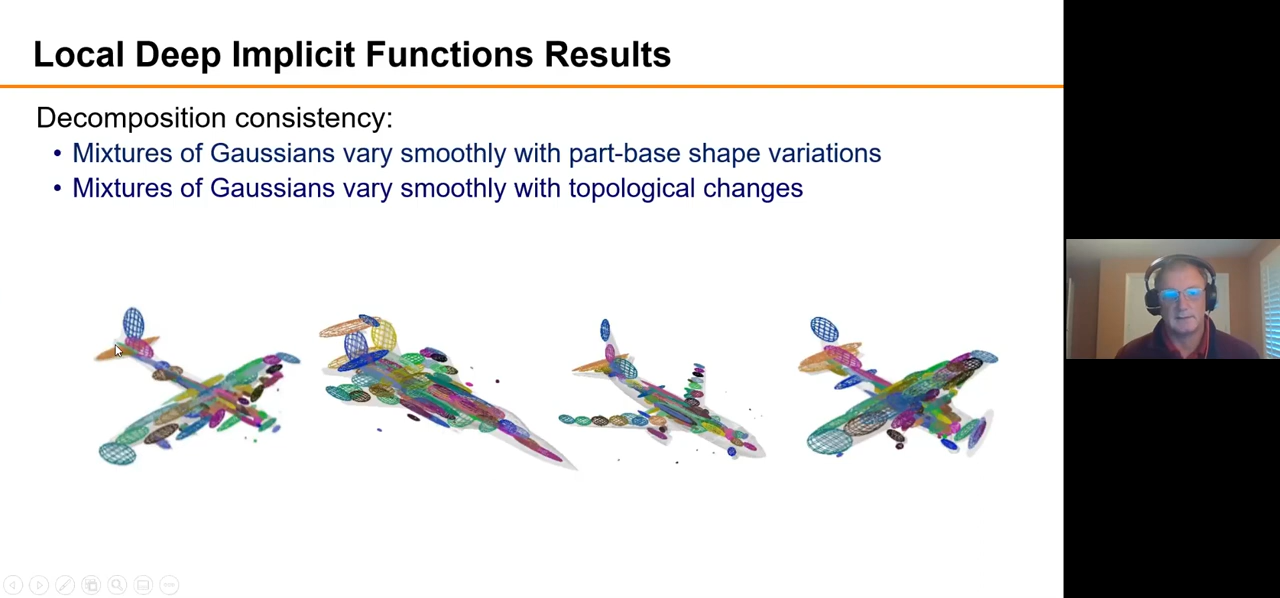 Local Deep Implicit Functions Results
Decomposition consistency:
• Mixtures of Gaussians vary smoothly with part-base shape variations
• Mixtures of Gaussians vary smoothly with topological changes